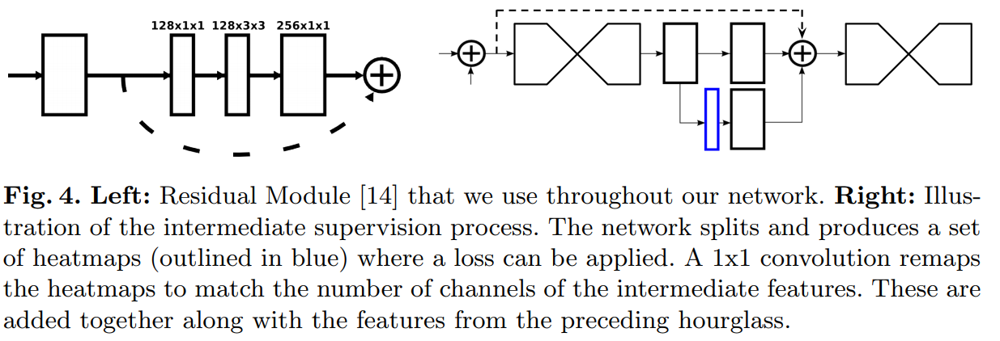 128x1x1 128x3x3 256x1x1
Fig. 4. Left: Residual Module [14] that we use throughout our network. Right: Illus-
tration of the intermediate supervision process. The network splits and produces a set
of heatmaps (outlined in blue) where a loss can be applied. A 1x1 convolution remaps
the heatmaps to match the number of channels of the intermediate features. These are
added together along with the features from the preceding hourglass.